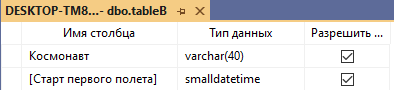 DESKTOP-TM8...- dbo.tableB
Имя столбца Тип данных Разрешить ...
Космонавт varchar(40)
[Старт первого полета] smalldatetime